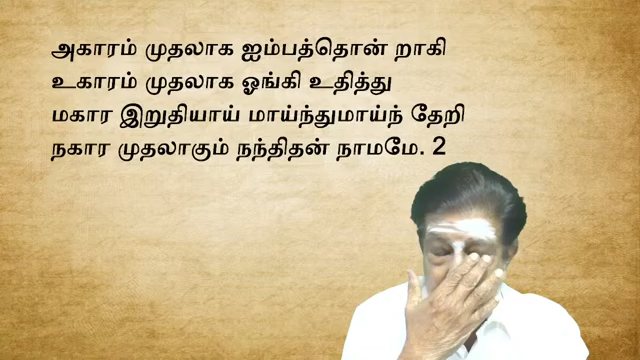 அகாரம் முதலாக ஐம்பத்தொன் றாகி
உகாரம் முதலாக ஓங்கி உதித்து
மகார இறுதியாய் மாய்ந்துமாய்ந் தேறி
நகார முதலாகும் நந்திதன் நாமமே. 2